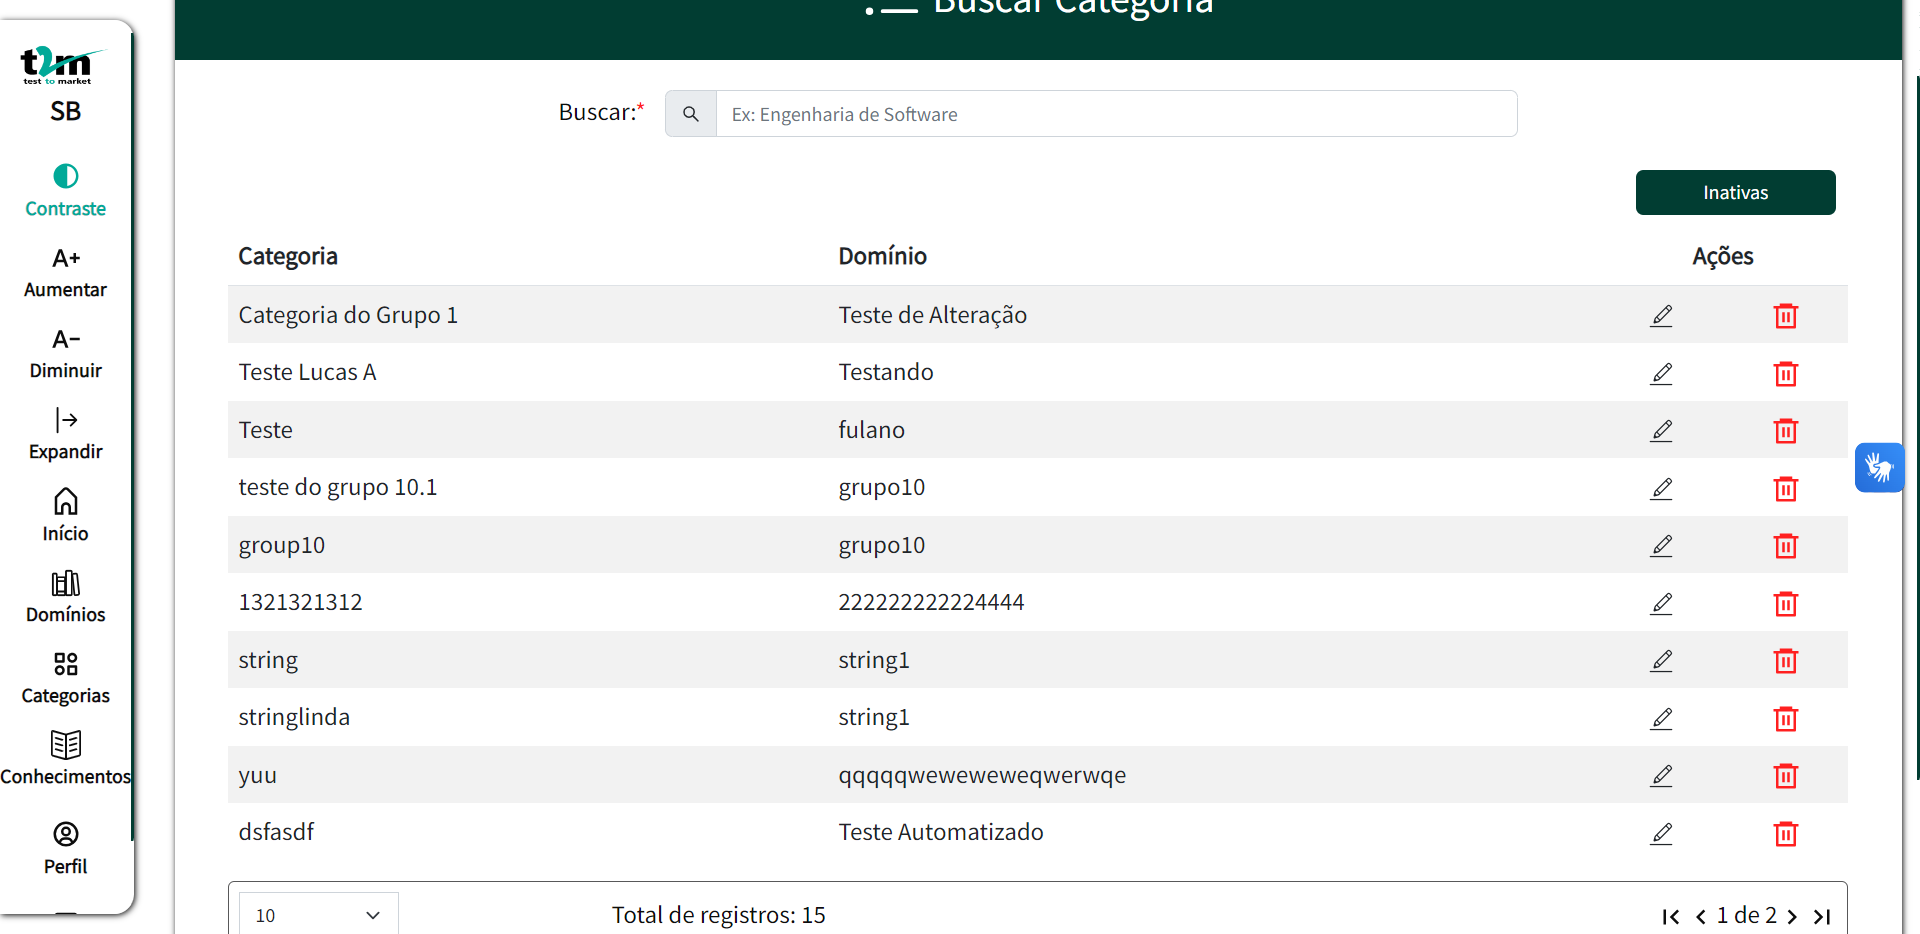 Buscar Categoria
t2m
test to market
SB
Contraste
A+
Aumentar
A-
Diminuir
Expandir
Início
Domínios
Categorias
Conhecimentos
Perfil
Buscar:*
Ex: Engenharia de Software
Inativas
Categoria Domínio Ações
Categoria do Grupo 1 Teste de Alteração
Teste Lucas A Testando
Teste fulano
teste do grupo 10.1 grupo10
group10 grupo10
1321321312 222222222224444
string string1
stringlinda string1
yuu qqqqqweweweweqwerwqe
dsfasdf Teste Automatizado
10 Total de registros: 15 1 de 2